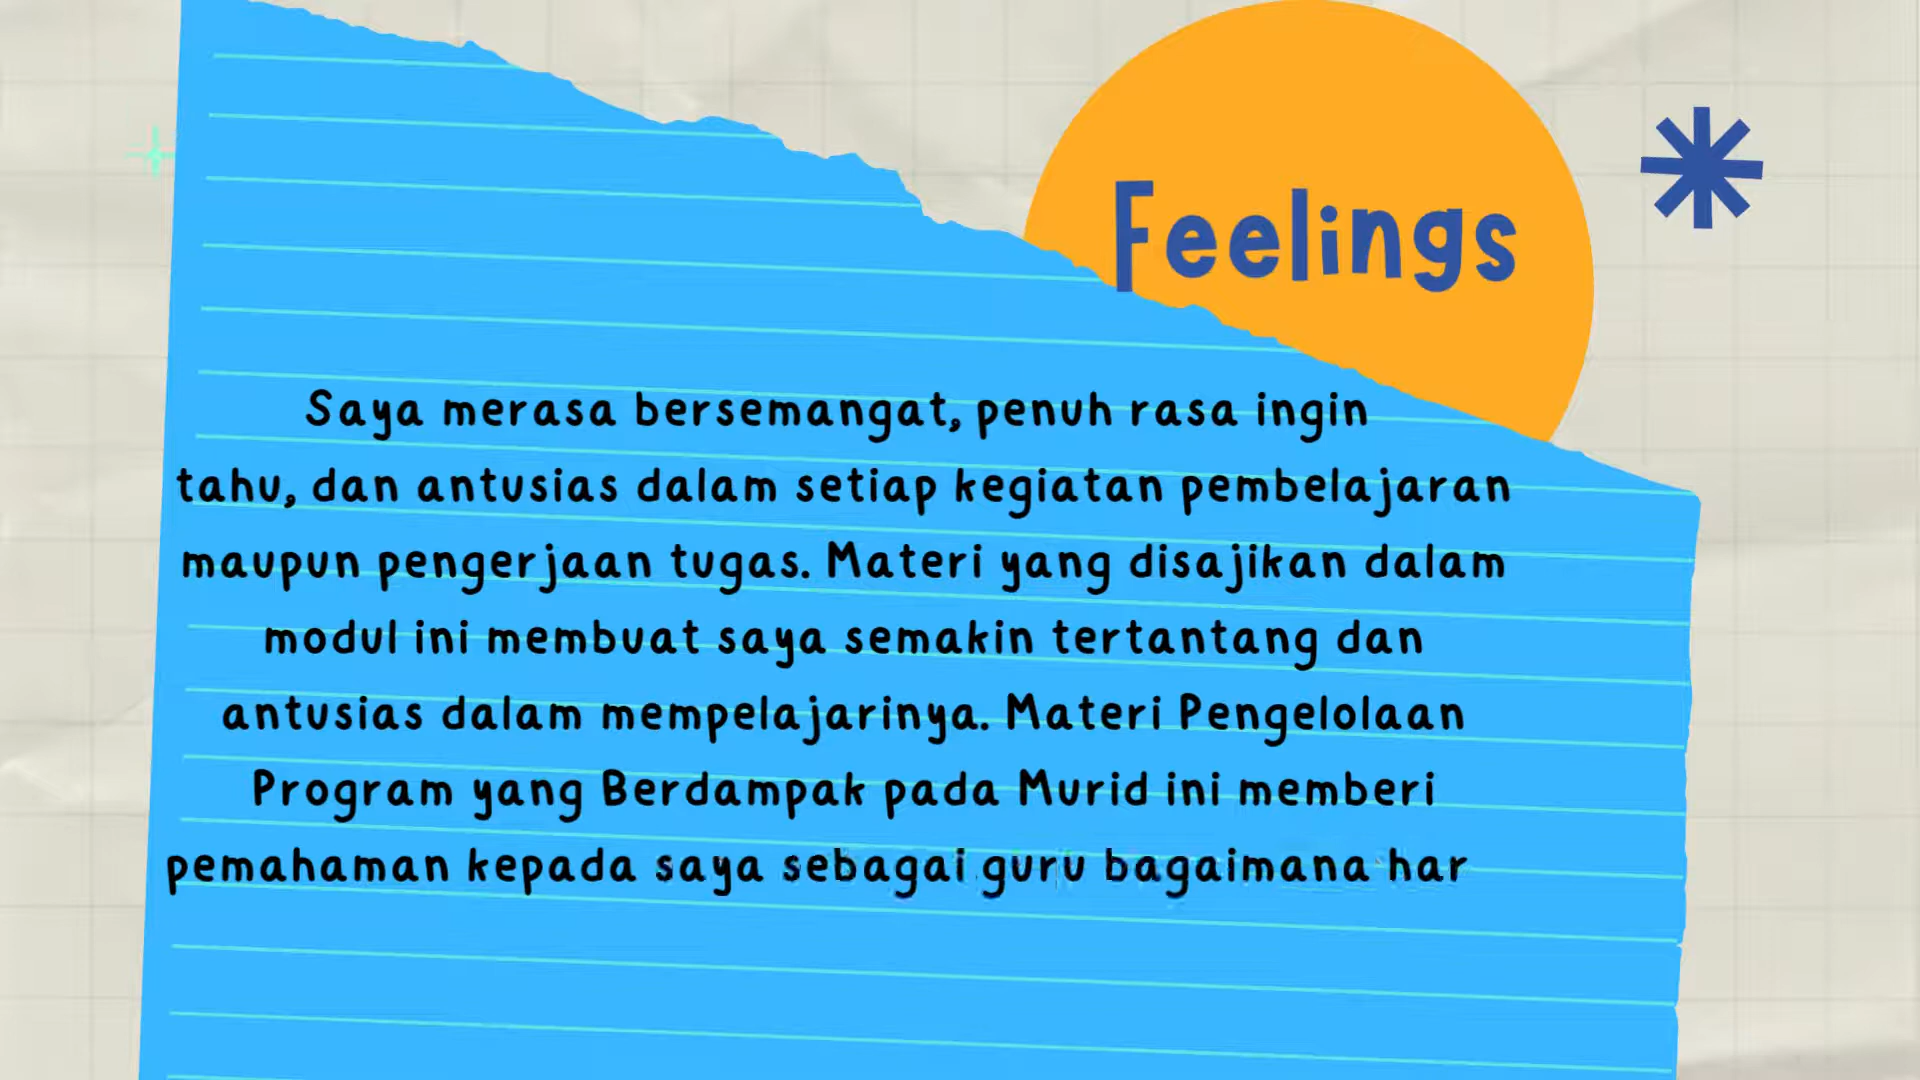 Feelings
Saya merasa bersemangat, penuh rasa ingin
tahu, dan antusias dalam setiap kegiatan pembelajaran
maupun pengerjaan tugas. Materi yang disajikan dalam
modul ini membuat saya semakin tertantang dan
antusias dalam mempelajarinya. Materi Pengelolaan
Program yang Berdampak pada Murid ini memberi
pemahaman kepada saya sebagai guru bagaimana har